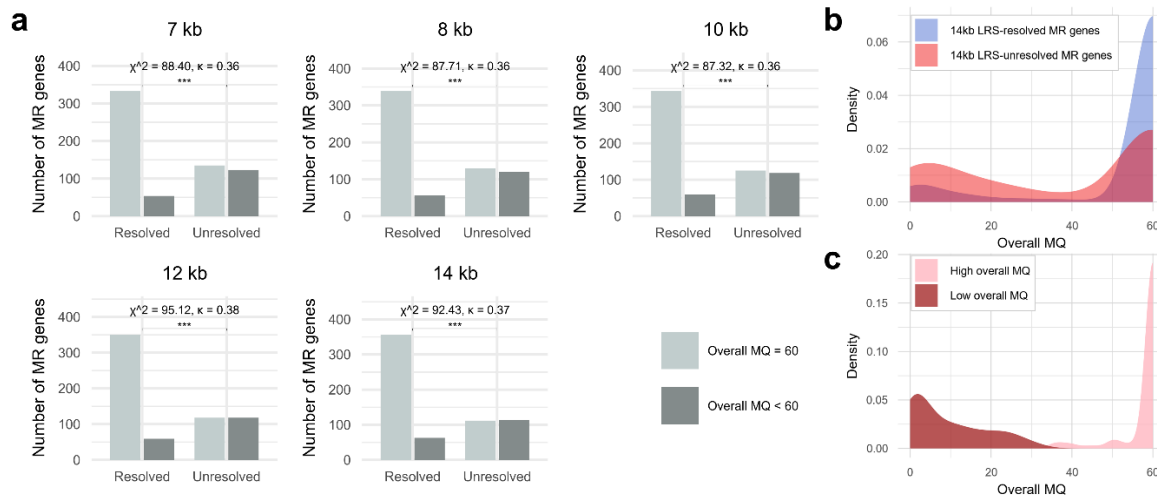 a
7 kb
Number of MR genes
400
300
200
100
0
χ^2 = 88.40, κ = 0.36
***
Resolved
Unresolved
8 kb
Number of MR genes
400
300
200
100
0
χ^2 = 87.71, κ = 0.36
***
Resolved
Unresolved
10 kb
Number of MR genes
400
300
200
100
0
χ^2 = 87.32, κ = 0.36
***
Resolved
Unresolved
12 kb
Number of MR genes
400
300
200
100
0
χ^2 = 95.12, κ = 0.38
***
Resolved
Unresolved
14 kb
Number of MR genes
400
300
200
100
0
χ^2 = 92.43, κ = 0.37
***
Resolved
Unresolved
Overall MQ = 60
Overall MQ < 60
b
14kb LRS-resolved MR genes
14kb LRS-unresolved MR genes
Density
0.06
0.04
0.02
0.00
0
20
40
60
Overall MQ
c
High overall MQ
Low overall MQ
Density
0.20
0.15
0.10
0.05
0.00
0
20
40
60
Overall MQ